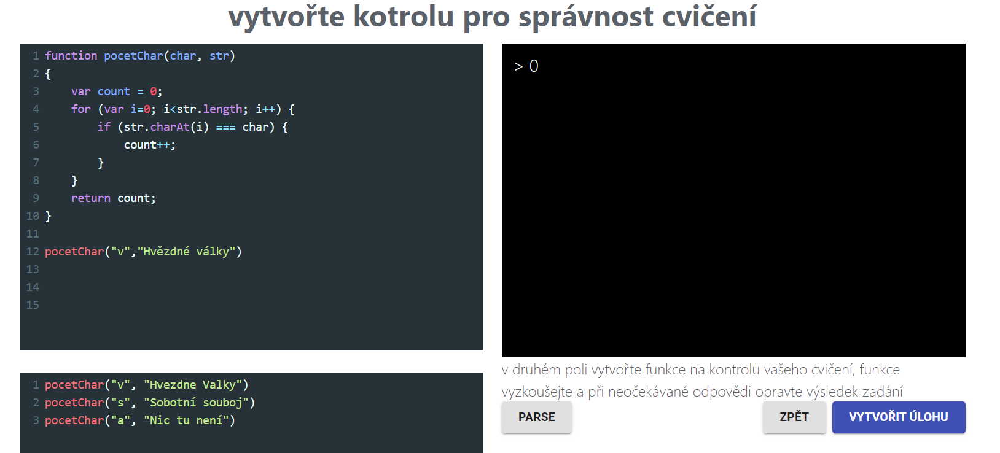 vytvořte kotrolu pro správnost cvičení
1 function pocetChar(char, str)
2 {
3 var count = 0;
4 for (var i=0; i<str.length; i++) {
5 if (str.charAt(i) === char) {
6 count++;
7 }
8 }
9 return count;
10 }
11
12 pocetChar("v","Hvězdné války")
13
14
15
> 0
1 pocetChar("v", "Hvezdne Valky")
2 pocetChar("s", "Sobotní souboj")
3 pocetChar("a", "Nic tu není")
v druhém poli vytvořte funkce na kontrolu vašeho cvičení, funkce
vyzkoušejte a při neočekávané odpovědi opravte výsledek zadání
PARSE
ZPĚT
VYTVOŘIT ÚLOHU